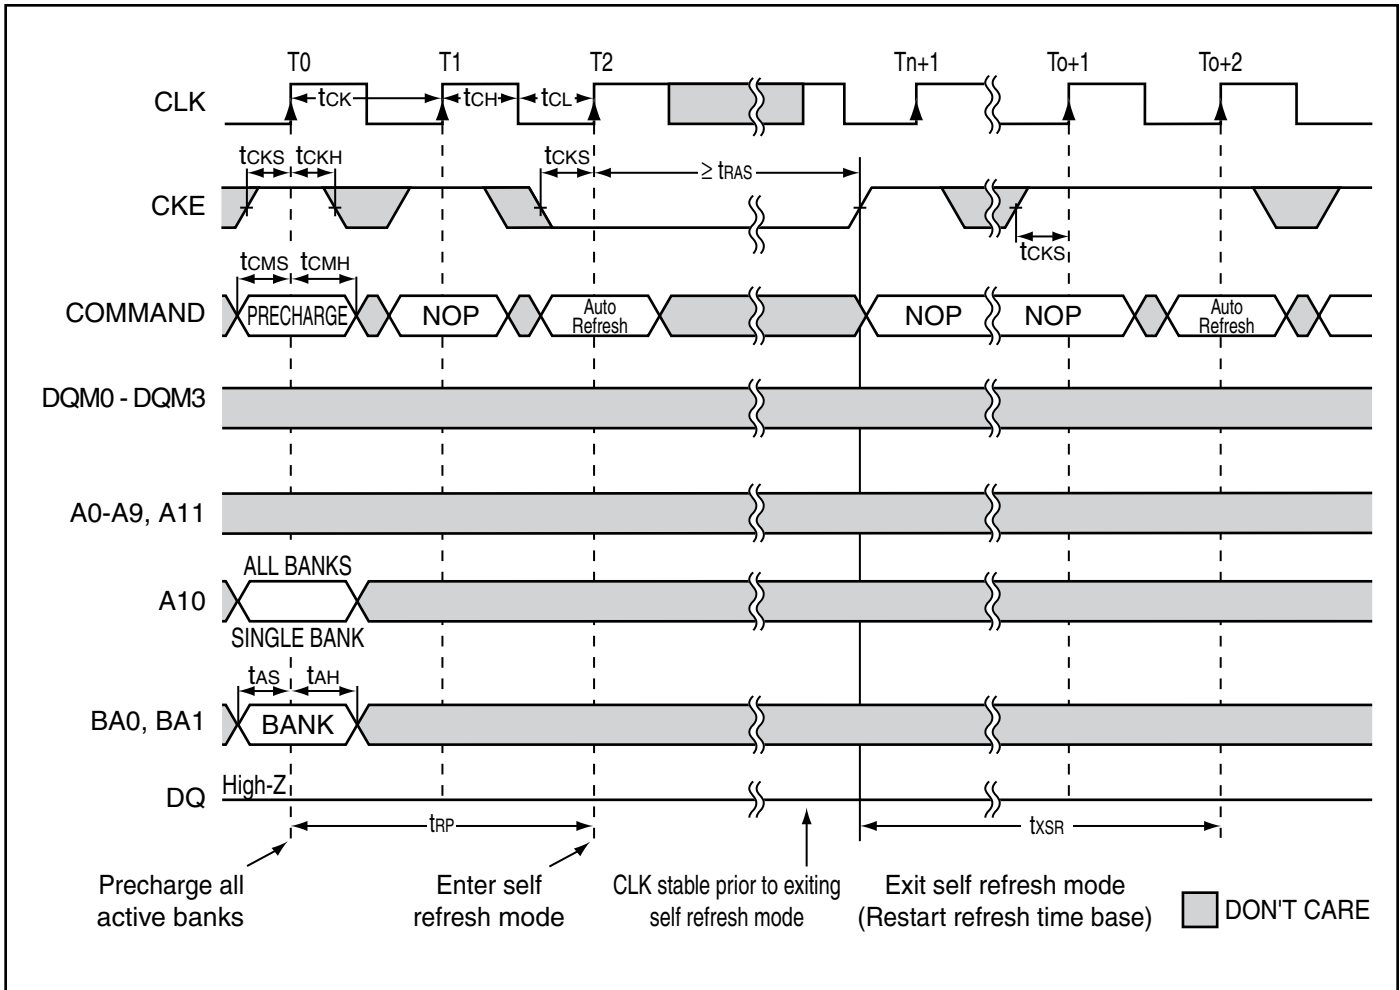 T0 T1 T2 Tn+1 To+1 To+2
CLK tCK tCH tCL
tCKS tCKH tCKS ≥ tRAS
CKE
tCKS
tCMS tCMH
COMMAND PRECHARGE NOP Auto Refresh NOP NOP Auto Refresh
DQM0 - DQM3
A0-A9, A11
ALL BANKS
A10
SINGLE BANK
tAS tAH
BA0, BA1 BANK
High-Z
DQ
tRP tXSR
Precharge all
active banks
Enter self
refresh mode
CLK stable prior to exiting
self refresh mode
Exit self refresh mode
(Restart refresh time base)
DON'T CARE